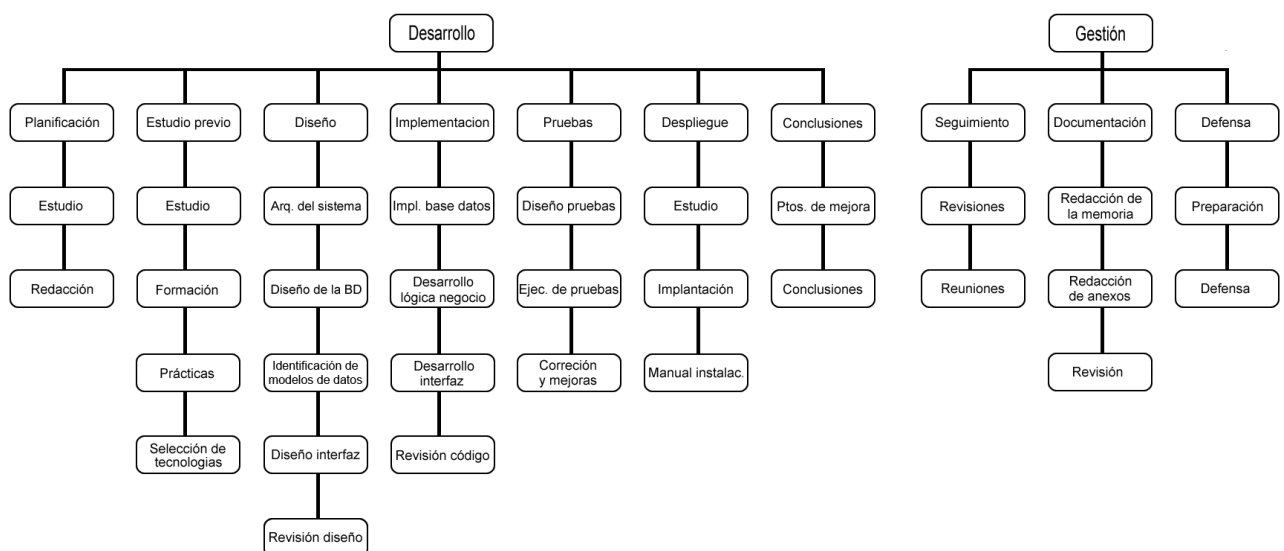 Desarrollo
Gestión
Planificación
Estudio previo
Diseño
Implementacion
Pruebas
Despliegue
Conclusiones
Seguimiento
Documentación
Defensa
Estudio
Estudio
Arq. del sistema
Impl. base datos
Diseño pruebas
Estudio
Ptos. de mejora
Revisiones
Redacción de
la memoria
Preparación
Redacción
Formación
Diseño de la BD
Desarrollo
lógica negocio
Ejec. de pruebas
Implantación
Conclusiones
Reuniones
Redacción
de anexos
Defensa
Prácticas
Identificación de
modelos de datos
Desarrollo
interfaz
Correción
y mejoras
Manual instalac.
Revisión
Selección de
tecnologias
Diseño interfaz
Revisión código
Revisión diseño